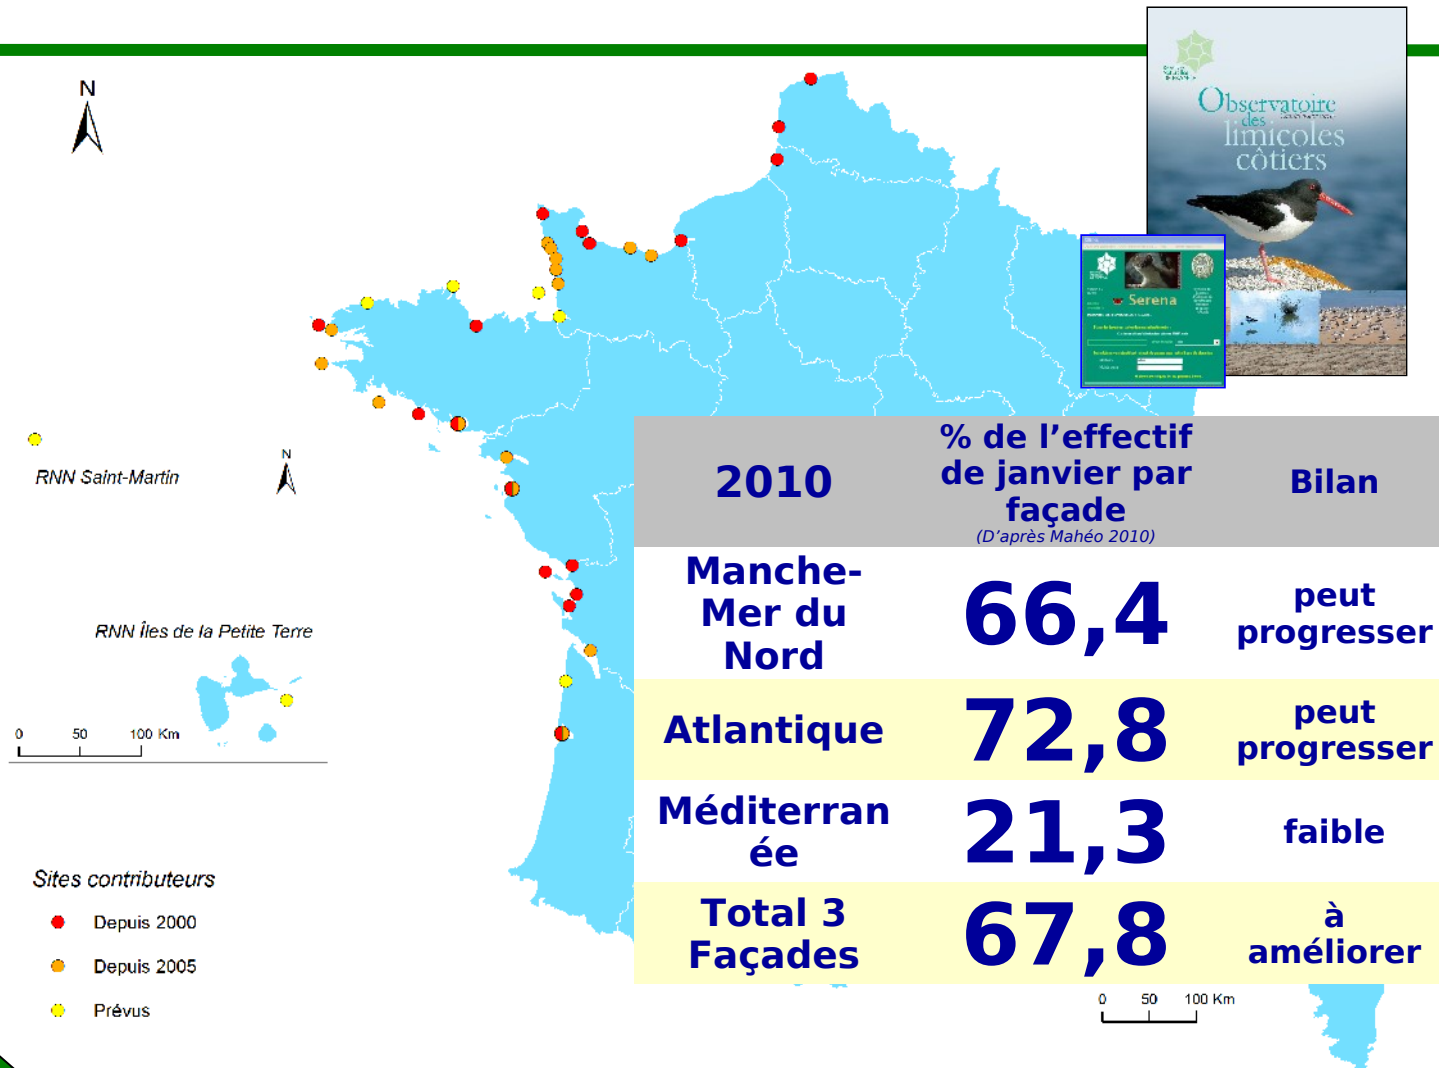 Observatoire
des
limicoles
côtiers
Serena
N
N
RNN Saint-Martin
RNN Îles de la Petite Terre
0 50 100 Km
Sites contributeurs
Depuis 2000
Depuis 2005
Prévus
2010
% de l’effectif
de janvier par
façade
(D’après Mahéo 2010)
Bilan
Manche-
Mer du
Nord
66,4
peut
progresser
Atlantique
72,8
peut
progresser
Méditerran
ée
21,3
faible
Total 3
Façades
67,8
à
améliorer
0 50 100 Km